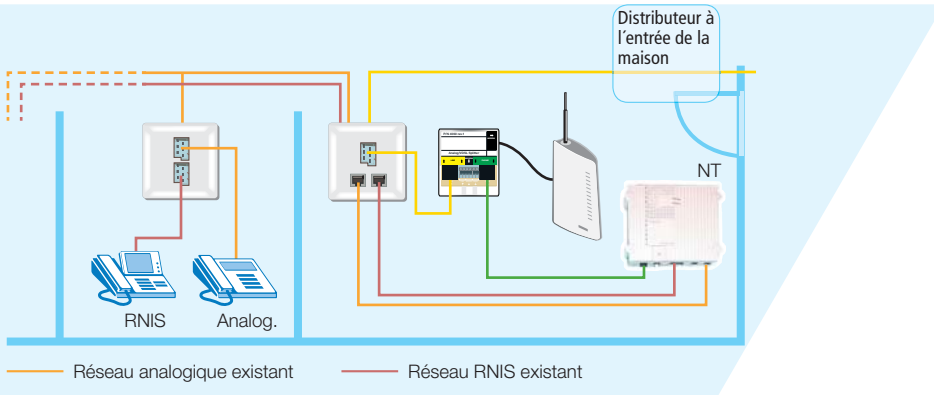 Distributeur à
l´entrée de la
maison
NT
RNIS
Analog.
Réseau analogique existant
Réseau RNIS existant